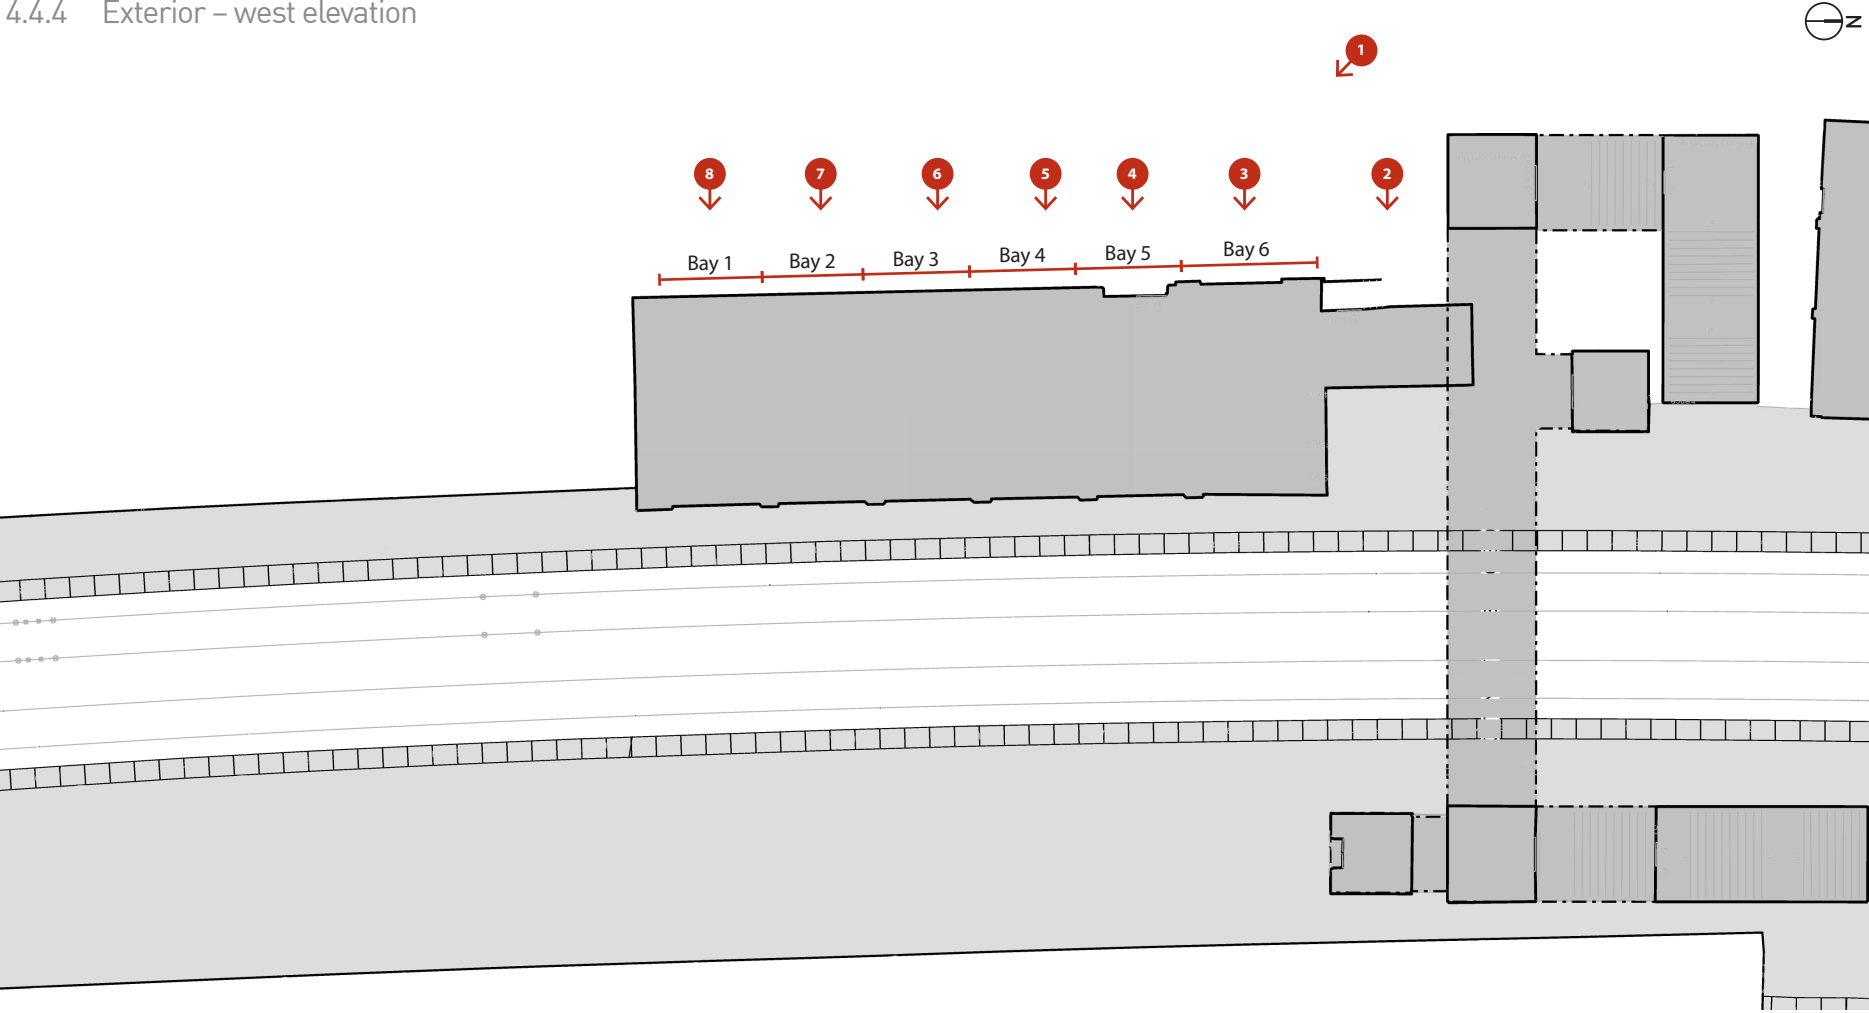 4.4.4 Exterior – west elevation
N
1
8 7 6 5 4 3 2
Bay 1 Bay 2 Bay 3 Bay 4 Bay 5 Bay 6